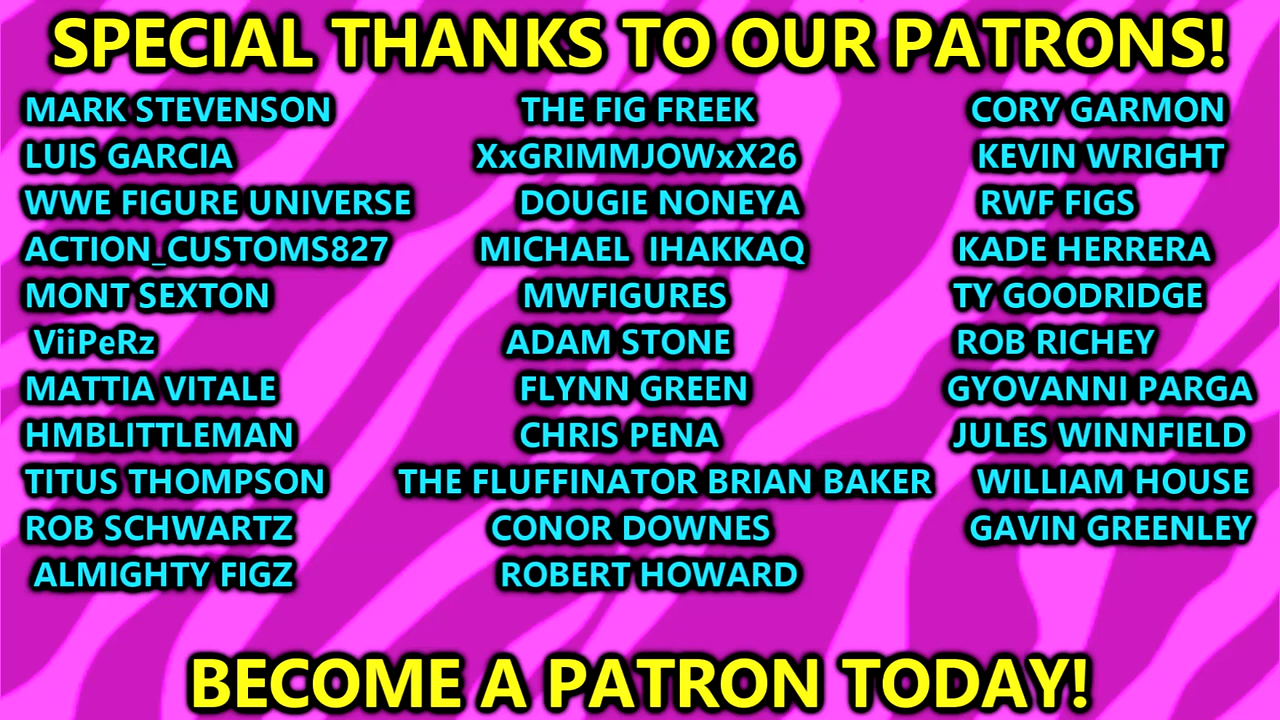 SPECIAL THANKS TO OUR PATRONS!
MARK STEVENSON THE FIG FREEK CORY GARMON
LUIS GARCIA XxGRIMMJOWxX26 KEVIN WRIGHT
WWE FIGURE UNIVERSE DOUGIE NONEYA RWF FIGS
ACTION_CUSTOMS827 MICHAEL IHAKKAQ KADE HERRERA
MONT SEXTON MWFIGURES TY GOODRIDGE
ViiPeRz ADAM STONE ROB RICHEY
MATTIA VITALE FLYNN GREEN GYOVANNI PARGA
HMBLITTLEMAN CHRIS PENA JULES WINNFIELD
TITUS THOMPSON THE FLUFFINATOR BRIAN BAKER WILLIAM HOUSE
ROB SCHWARTZ CONOR DOWNES GAVIN GREENLEY
ALMIGHTY FIGZ ROBERT HOWARD
BECOME A PATRON TODAY!